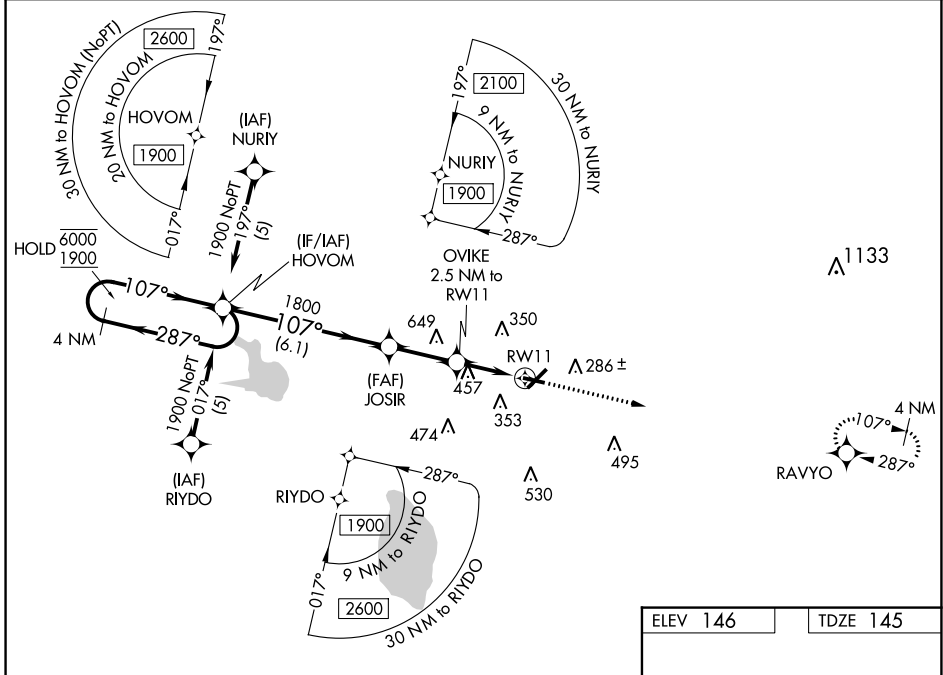 30 NM to HOVOM (NoPT)
2600
197°
20 NM to HOVOM
HOVOM
1900
017°
(IAF)
NURIY
1900 NoPT
197°
(5)
HOLD
6000
1900
(IF/IAF)
HOVOM
107°
287°
4 NM
1900 NoPT
017°
(5)
(IAF)
RIYDO
1800
107°
(6.1)
(FAF)
JOSIR
197°
2100
30 NM to NURIY
9 NM to NURIY
NURIY
1900
287°
OVIKE
2.5 NM to
RW11
649
350
457
RW11
286 ±
353
474
495
530
1133
4 NM
107°
287°
RAVYO
287°
RIYDO
1900
9 NM to RIYDO
017°
2600
30 NM to RIYDO
ELEV 146
TDZE 145